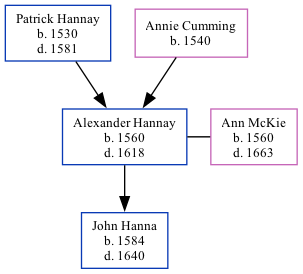 Patrick Hannay
b. 1530
d. 1581
Annie Cumming
b. 1540
Alexander Hannay
b. 1560
d. 1618
Ann McKie
b. 1560
d. 1663
John Hanna
b. 1584
d. 1640